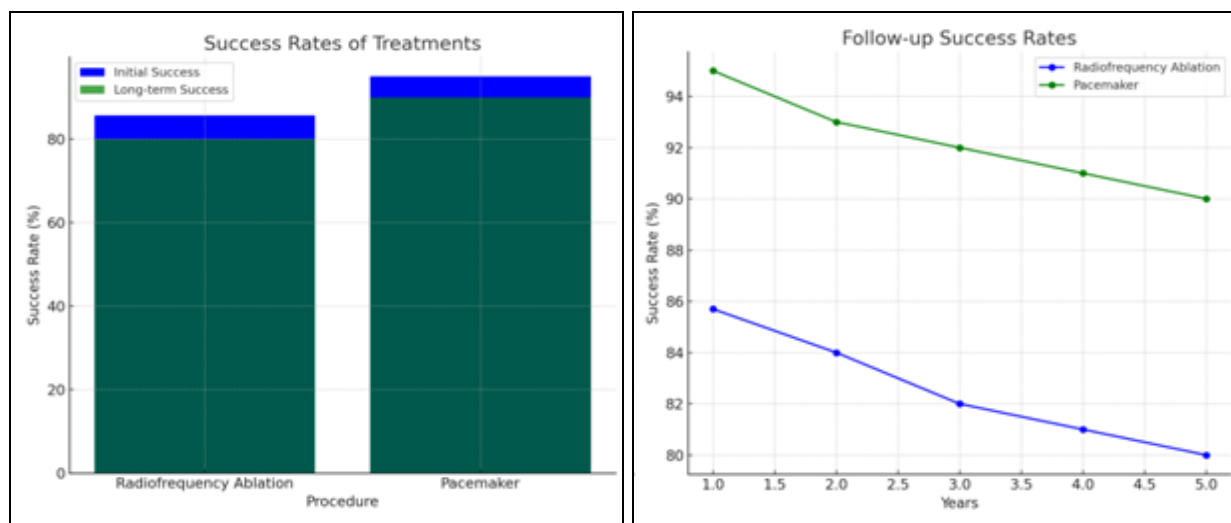 Success Rates of Treatments
Initial Success
Long-term Success
Success Rate (%)
80
60
40
20
0
Radiofrequency Ablation
Pacemaker
Procedure
Follow-up Success Rates
Radiofrequency Ablation
Pacemaker
Success Rate (%)
94
92
90
88
86
84
82
80
1.0 1.5 2.0 2.5 3.0 3.5 4.0 4.5 5.0
Years